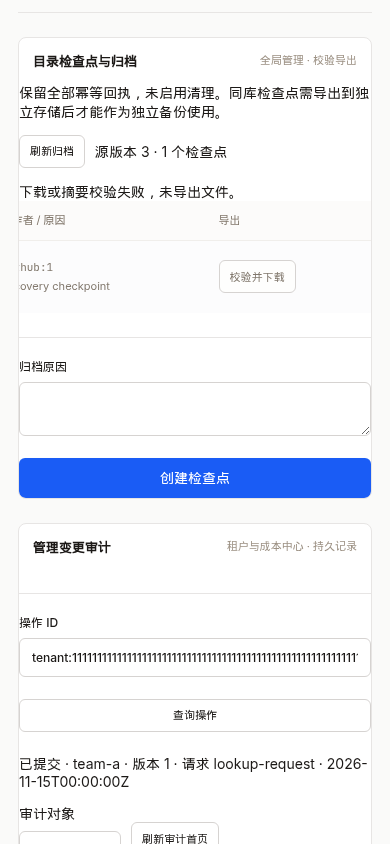 目录检查点与归档
全局管理 · 校验导出
保留全部幂等回执，未启用清理。同库检查点需导出到独
立存储后才能作为独立备份使用。
刷新归档
源版本 3 · 1 个检查点
下载或摘要校验失败，未导出文件。
者 / 原因
导出
hub:1
overy checkpoint
校验并下载
归档原因
创建检查点
管理变更审计
租户与成本中心 · 持久记录
操作 ID
查询操作
已提交 · team-a · 版本 1 · 请求 lookup-request · 2026-
11-15T00:00:00Z
审计对象
刷新审计首页